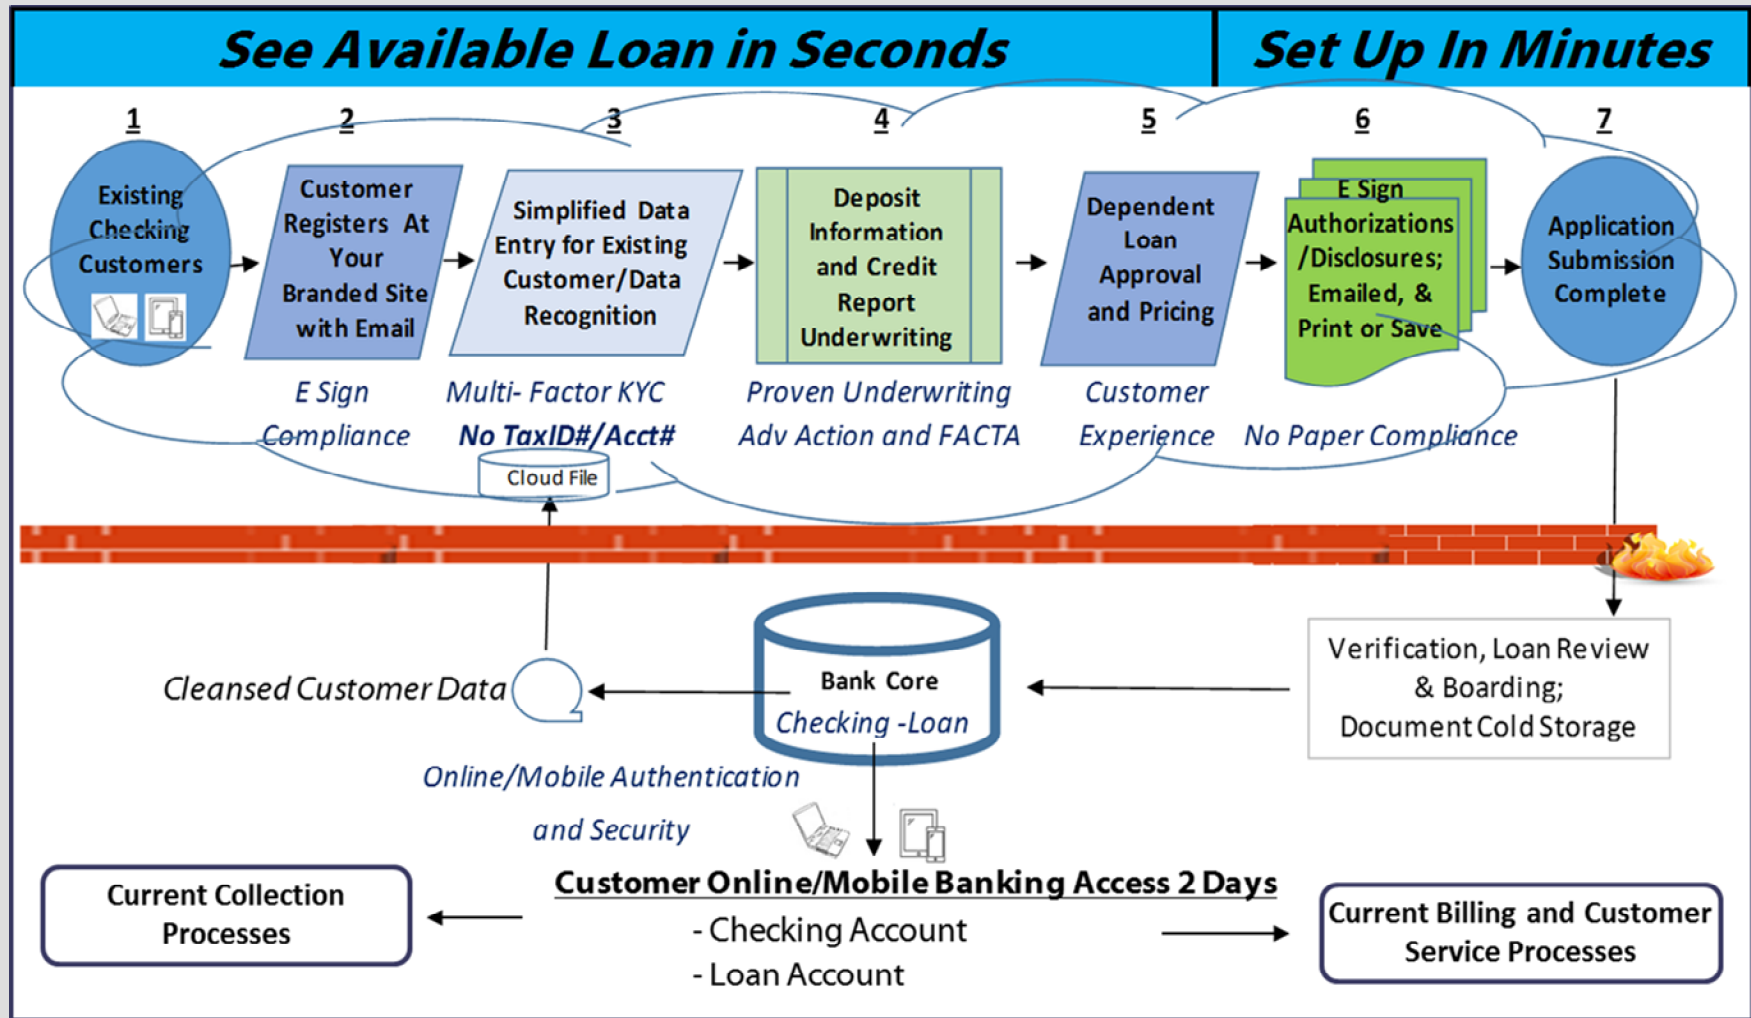 See Available Loan in Seconds
Set Up In Minutes
1
2
3
4
5
6
7
Existing
Checking
Customers
Customer
Registers At
Your
Branded Site
with Email
Simplified Data
Entry for Existing
Customer/Data
Recognition
Deposit
Information
and Credit
Report
Underwriting
Dependent
Loan
Approval
and Pricing
E Sign
Authorizations
/Disclosures;
Emailed, &
Print or Save
Application
Submission
Complete
E Sign
Compliance
Multi- Factor KYC
No TaxID#/Acct#
Proven Underwriting
Adv Action and FACTA
Customer
Experience
No Paper Compliance
Cloud File
Cleansed Customer Data
Bank Core
Checking -Loan
Verification, Loan Review
& Boarding;
Document Cold Storage
Online/Mobile Authentication
and Security
Customer Online/Mobile Banking Access 2 Days
- Checking Account
- Loan Account
Current Collection
Processes
Current Billing and Customer
Service Processes